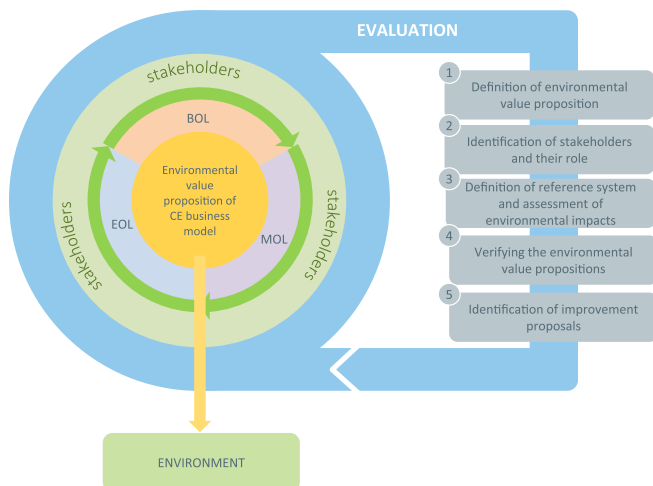 EVALUATION
stakeholders
BOL
Environmental
value
proposition of
CE business
model
EOL
MOL
stakeholders
stakeholders
1
Definition of environmental
value proposition
2
Identification of stakeholders
and their role
3
Definition of reference system
and assessment of
environmental impacts
4
Verifying the environmental
value propositions
5
Identification of improvement
proposals
ENVIRONMENT